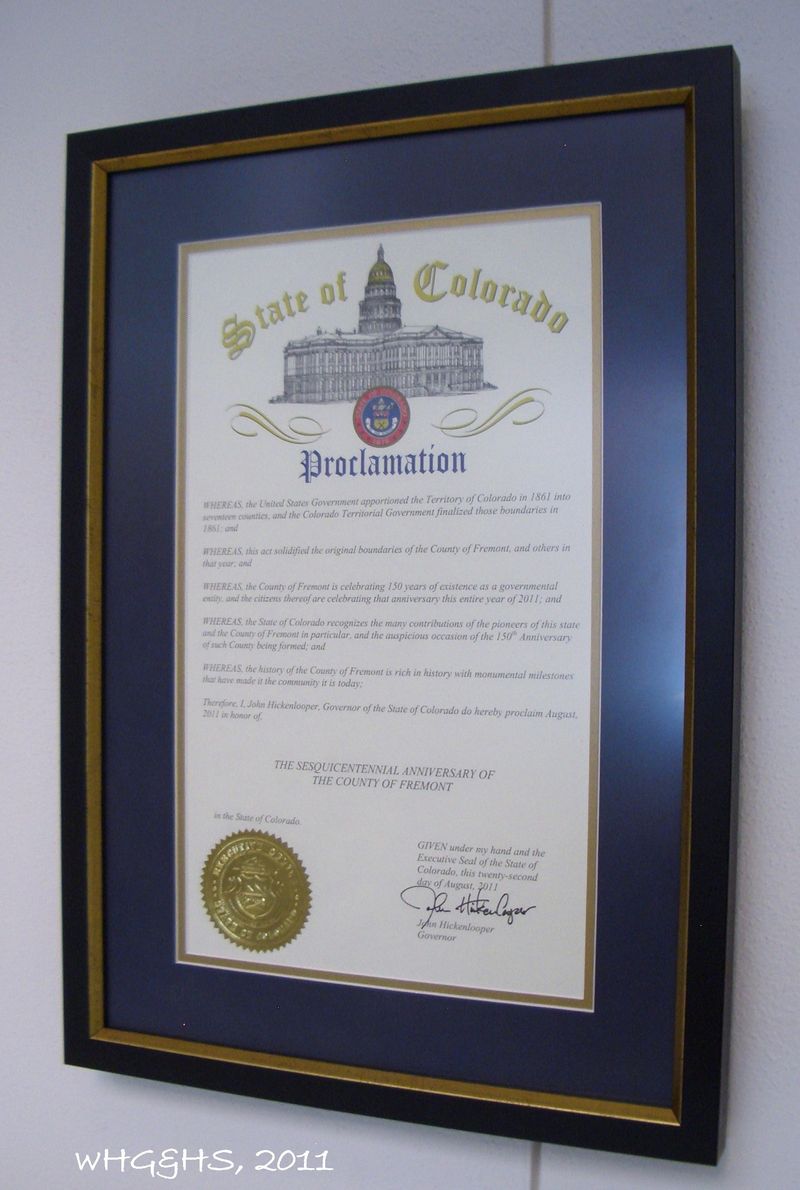 State of Colorado
STATE OF COLORADO
1876
Proclamation
WHEREAS, the United States Government apportioned the Territory of Colorado in 1861 into
seventeen counties, and the Colorado Territorial Government finalized those boundaries in
1861; and
WHEREAS, this act solidified the original boundaries of the County of Fremont, and others in
that year; and
WHEREAS, the County of Fremont is celebrating 150 years of existence as a governmental
entity, and the citizens thereof are celebrating that anniversary this entire year of 2011; and
WHEREAS, the State of Colorado recognizes the many contributions of the pioneers of this state
and the County of Fremont in particular, and the auspicious occasion of the 150th Anniversary
of such County being formed; and
WHEREAS, the history of the County of Fremont is rich in history with monumental milestones
that have made it the community it is today;
Therefore, I, John Hickenlooper, Governor of the State of Colorado do hereby proclaim August,
2011 in honor of,
THE SESQUICENTENNIAL ANNIVERSARY OF
THE COUNTY OF FREMONT
in the State of Colorado.
GIVEN under my hand and the
Executive Seal of the State of
Colorado, this twenty-second
day of August, 2011
John Hickenlooper
John Hickenlooper
Governor
WHG&HS, 2011